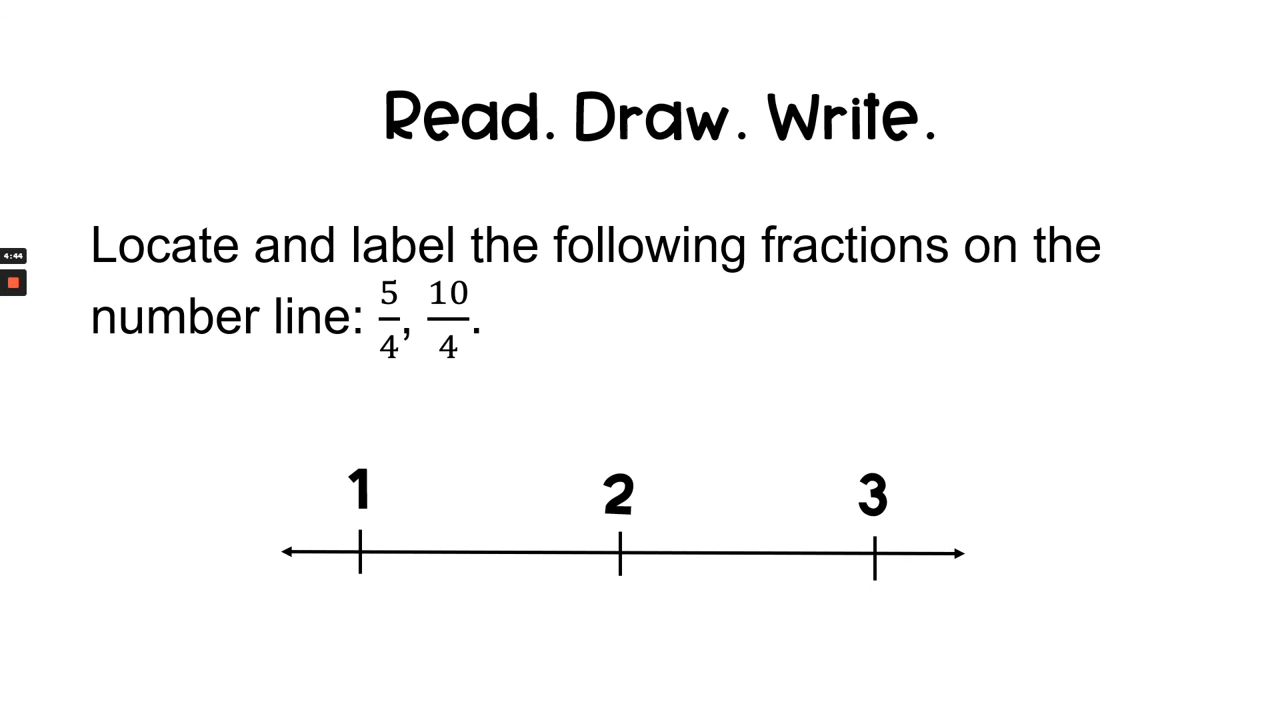 Read. Draw. Write.
Locate and label the following fractions on the
4:44
number line: 5/4, 10/4.
1 2 3